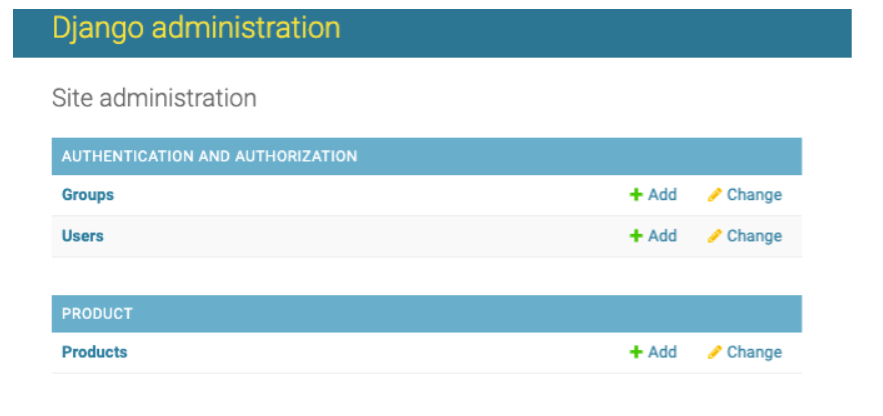 Django administration
Site administration
AUTHENTICATION AND AUTHORIZATION
Groups Add Change
Users Add Change
PRODUCT
Products Add Change